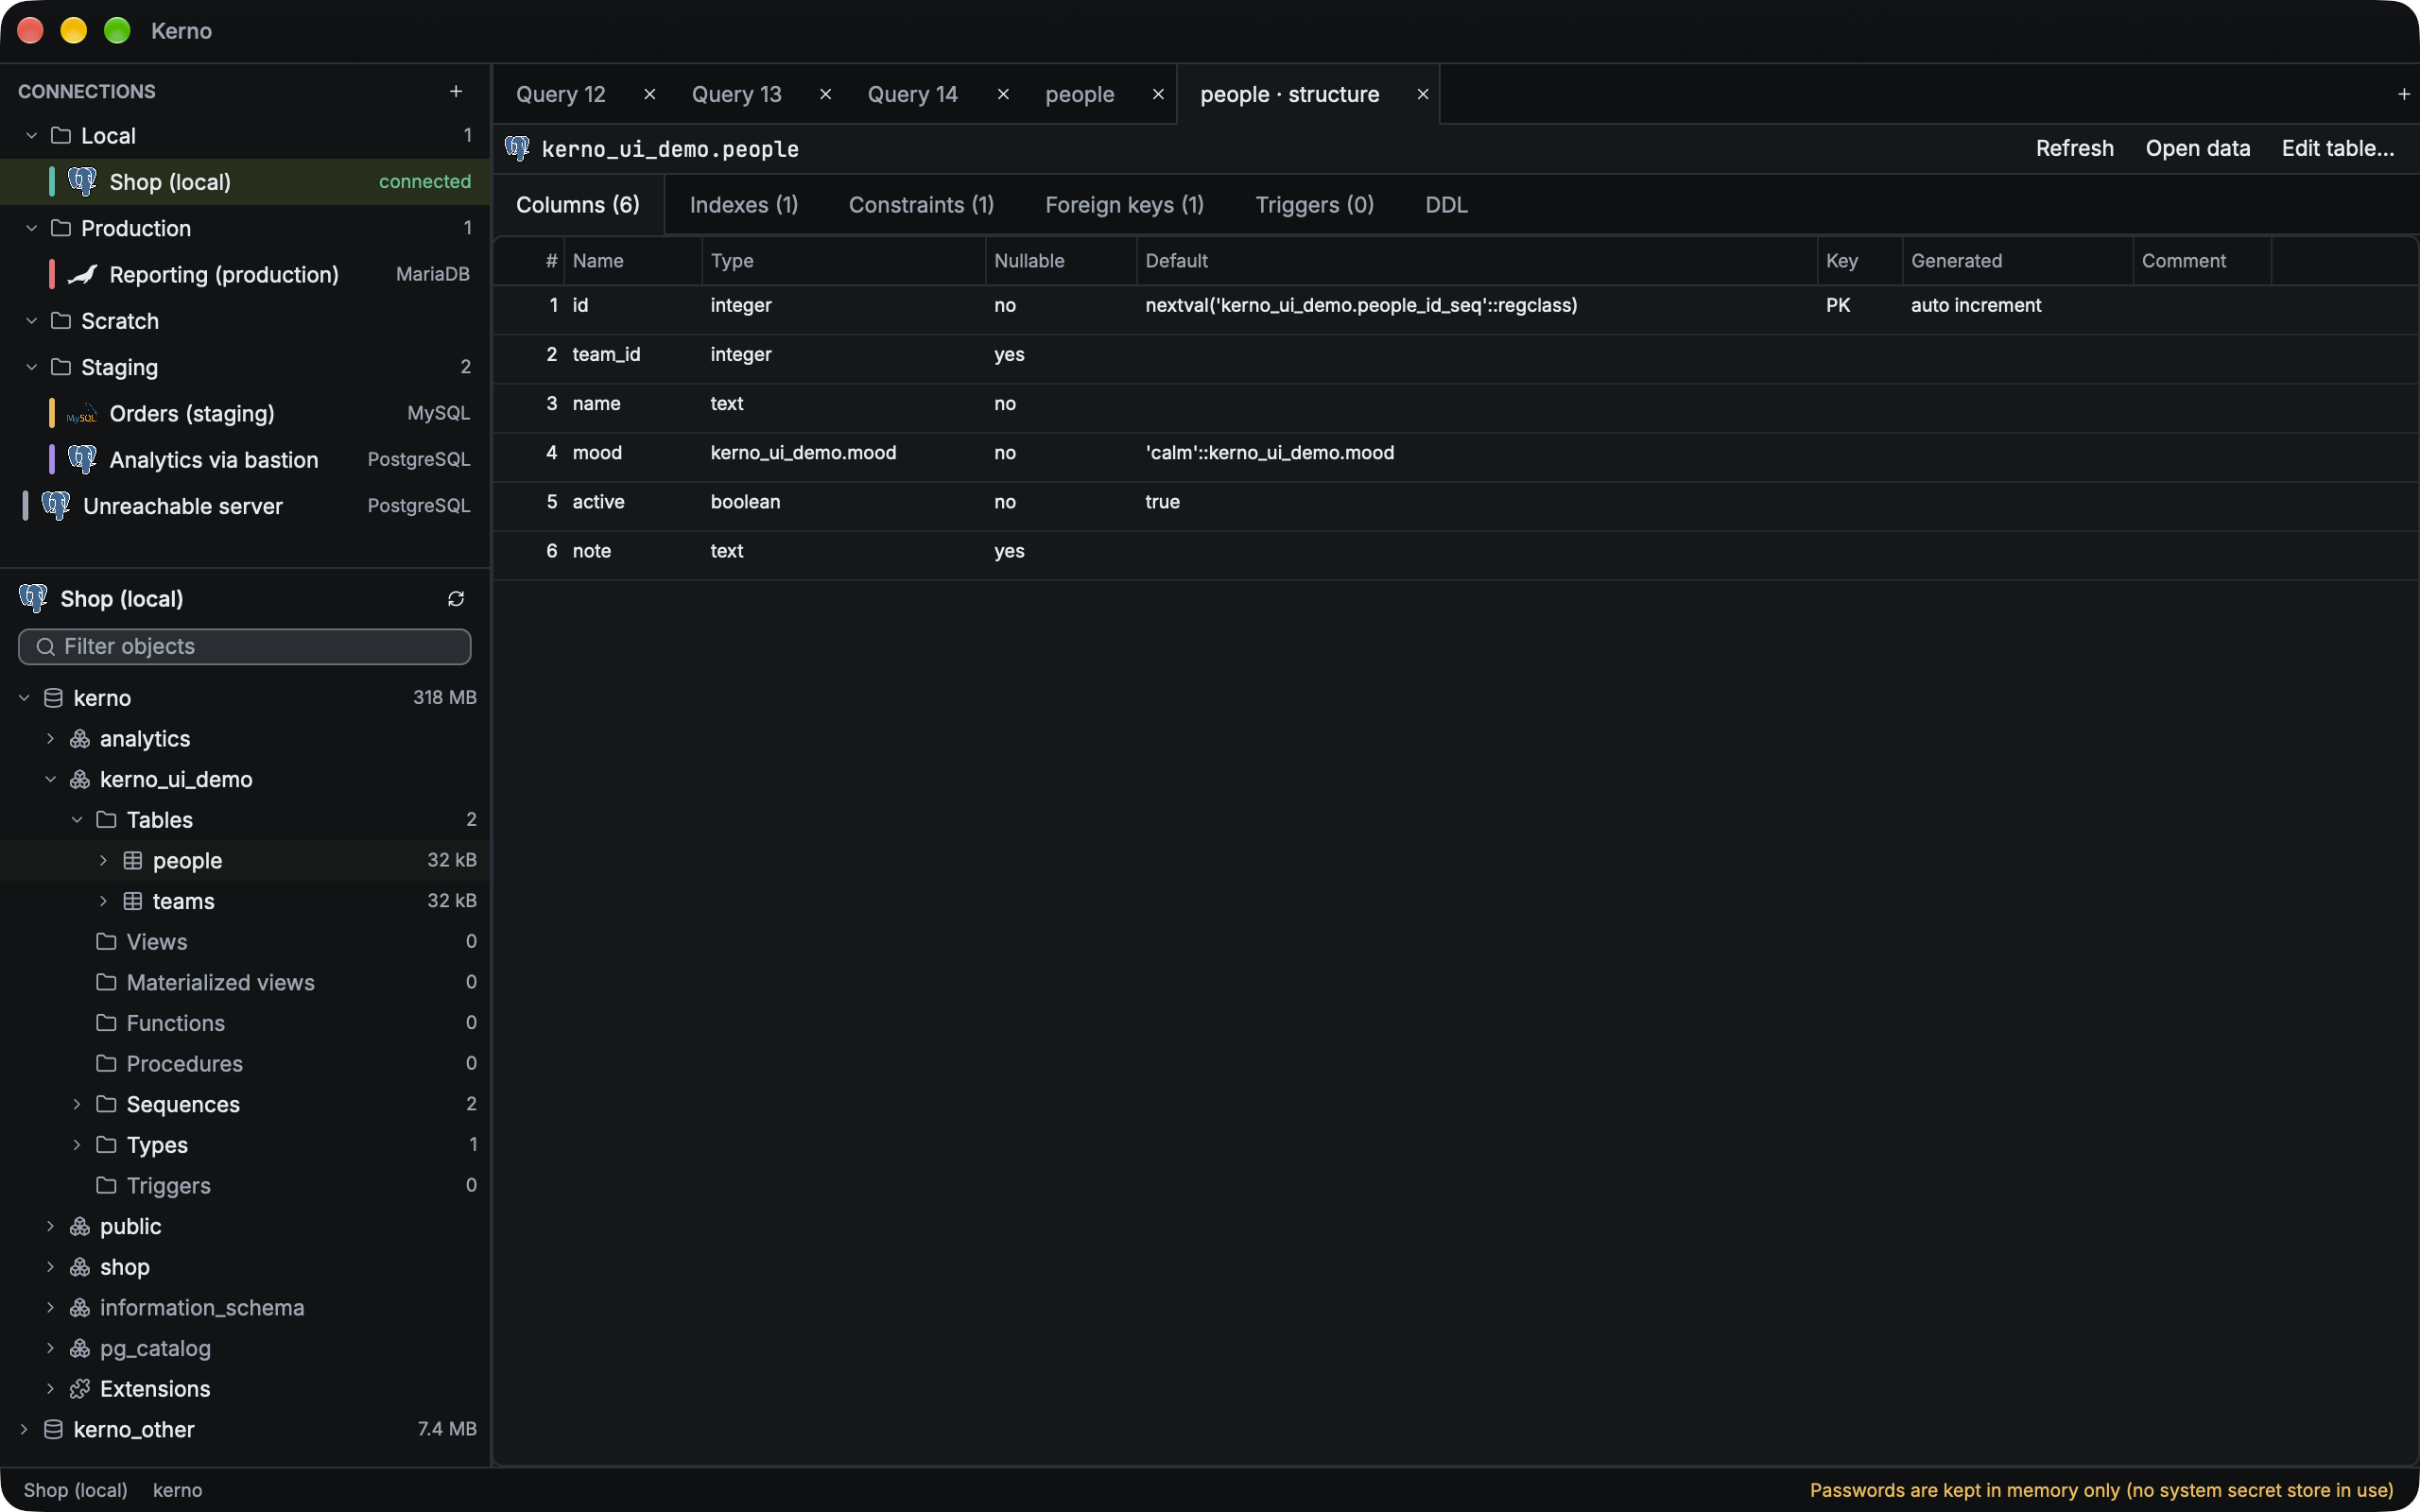 Kerno
CONNECTIONS
Local 1
Shop (local) connected
Production 1
Reporting (production) MariaDB
Scratch
Staging 2
MySQL Orders (staging) MySQL
Analytics via bastion PostgreSQL
Unreachable server PostgreSQL
Shop (local)
Filter objects
kerno 318 MB
analytics
kerno_ui_demo
Tables 2
people 32 kB
teams 32 kB
Views 0
Materialized views 0
Functions 0
Procedures 0
Sequences 2
Types 1
Triggers 0
public
shop
information_schema
pg_catalog
Extensions
kerno_other 7.4 MB
Query 12 × Query 13 × Query 14 × people × people · structure × +
kerno_ui_demo.people Refresh Open data Edit table...
Columns (6) Indexes (1) Constraints (1) Foreign keys (1) Triggers (0) DDL
# Name Type Nullable Default Key Generated Comment
1 id integer no nextval('kerno_ui_demo.people_id_seq'::regclass) PK auto increment
2 team_id integer yes
3 name text no
4 mood kerno_ui_demo.mood no 'calm'::kerno_ui_demo.mood
5 active boolean no true
6 note text yes
Shop (local) kerno Passwords are kept in memory only (no system secret store in use)